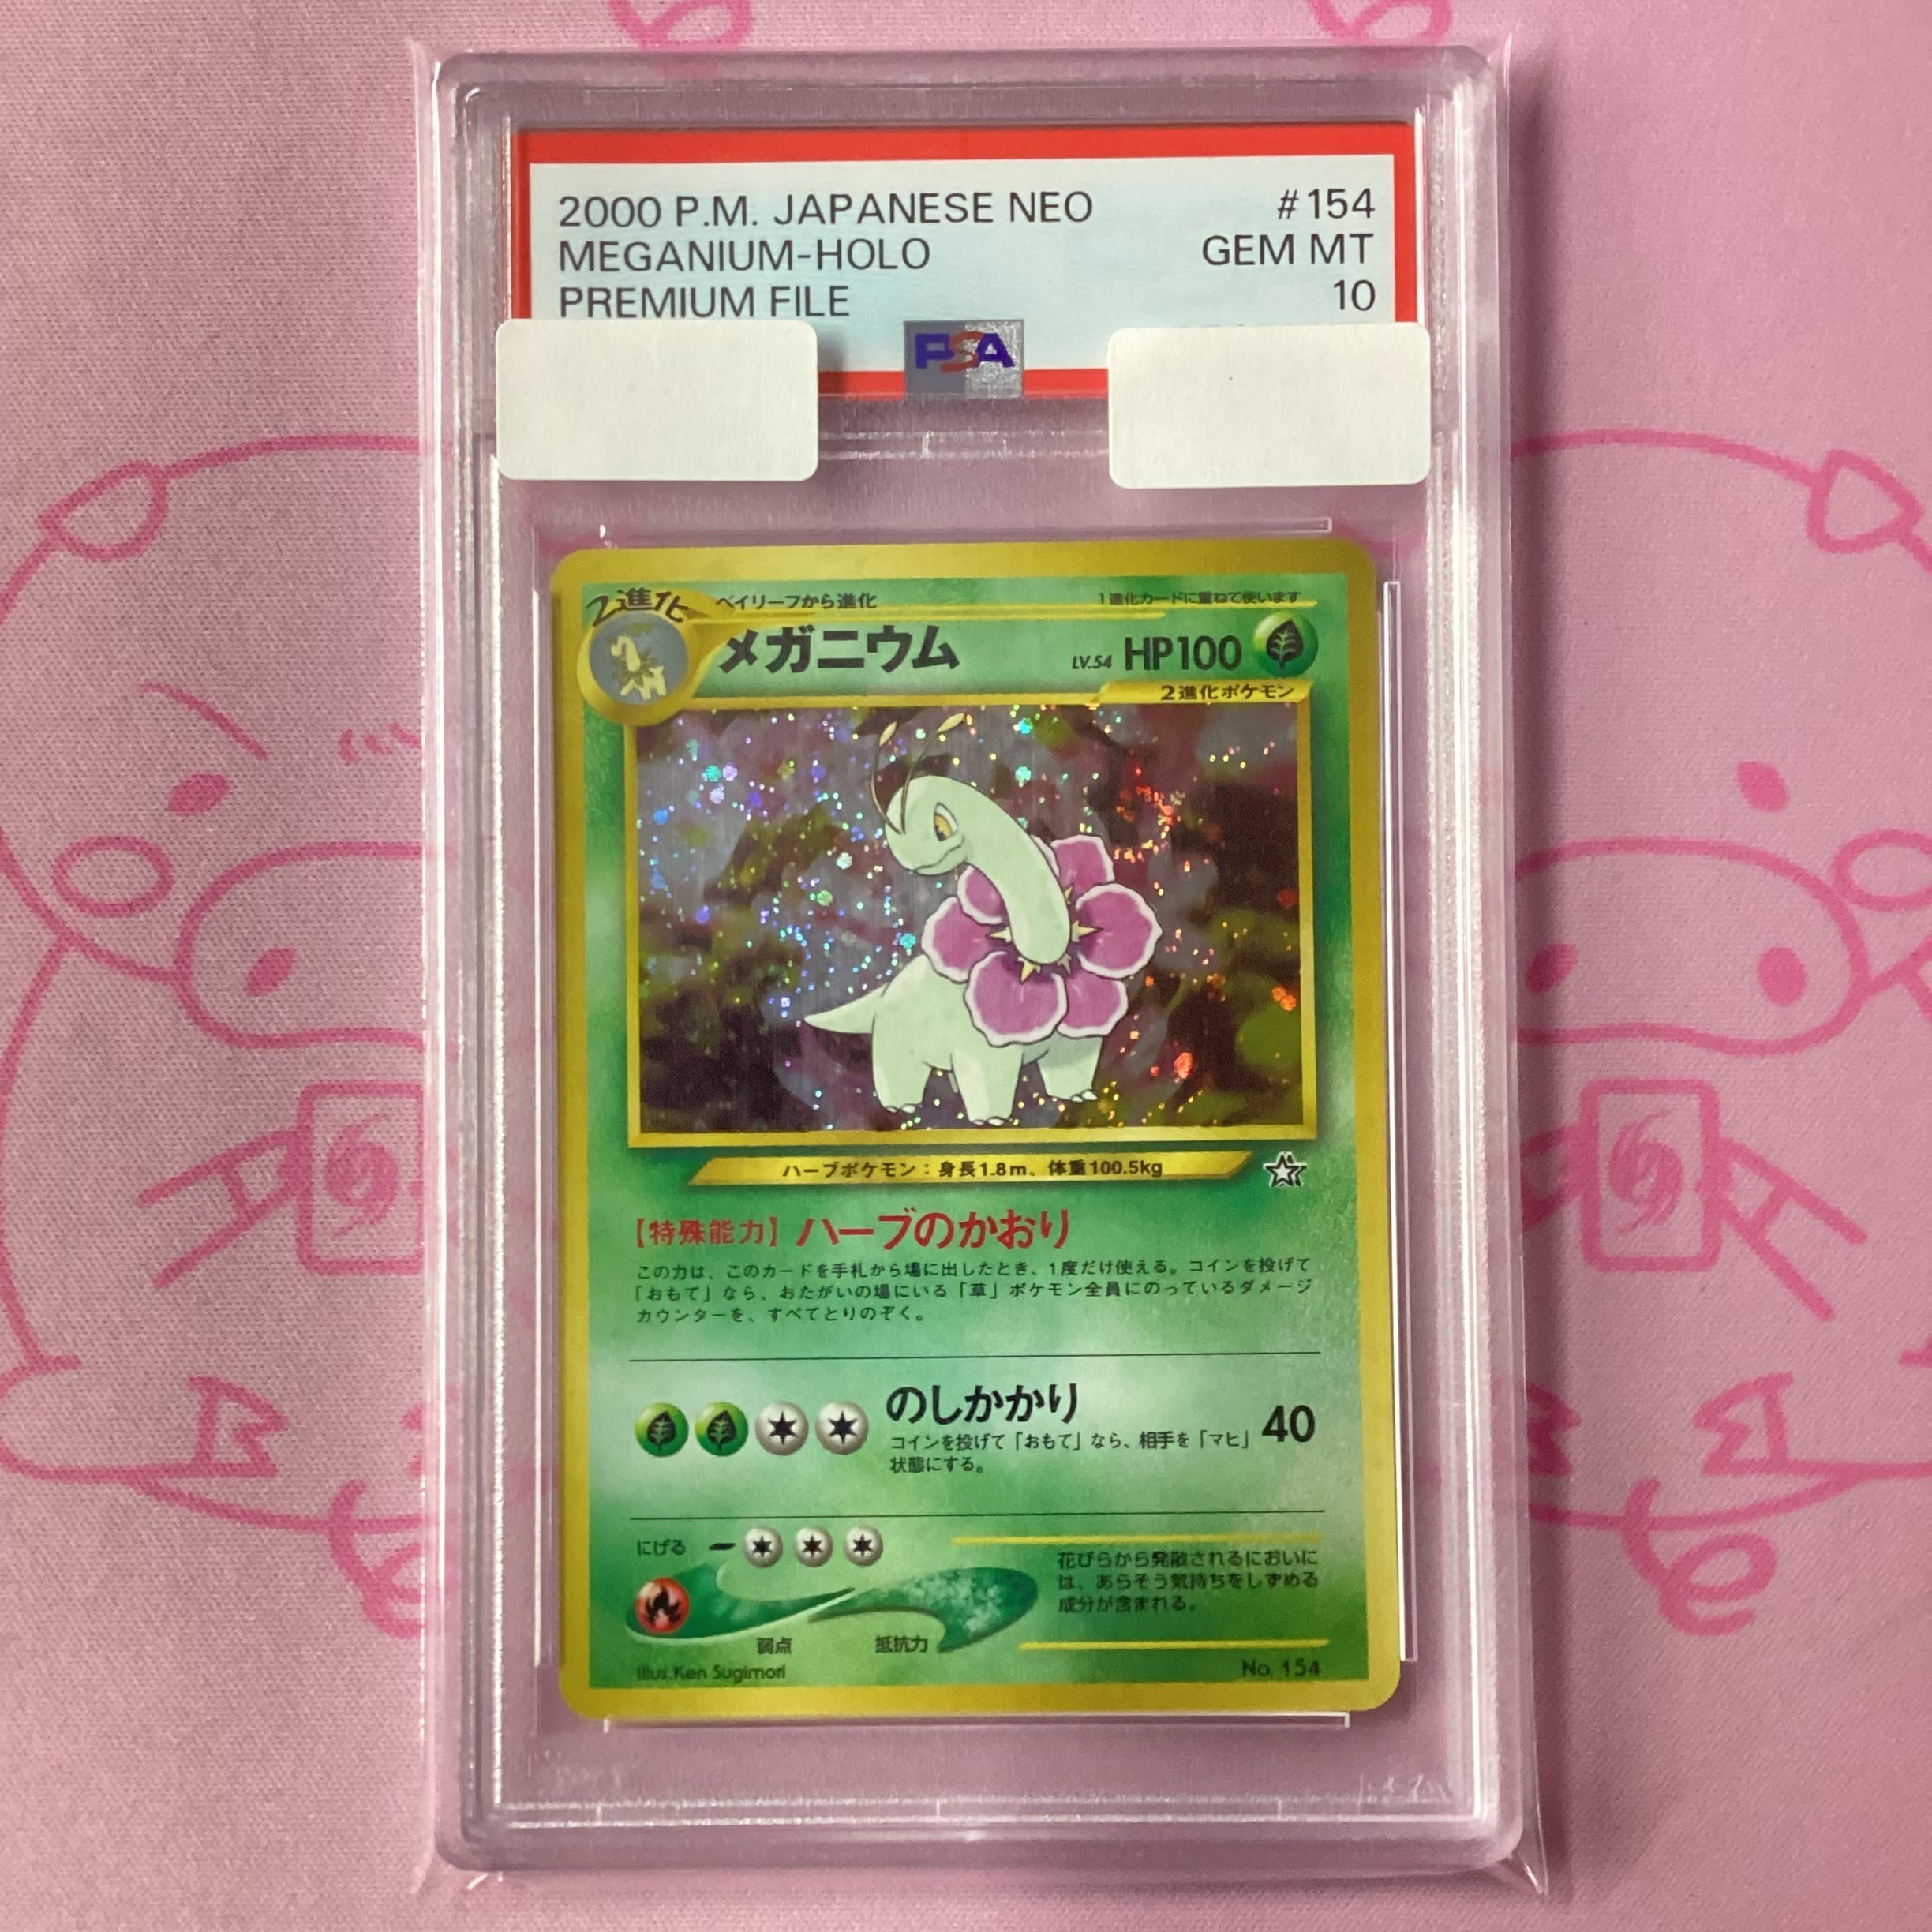 2000 P.M. JAPANESE NEO #154
MEGANIUM-HOLO GEM MT
PREMIUM FILE 10
PSA
2進化 ベイリーフから進化 1進化カードに重ねて使います
メガニウム LV.54 HP100
2進化ポケモン
ハーブポケモン：身長1.8m、体重100.5kg
【特殊能力】ハーブのかおり
この力は、このカードを手札から場に出したとき、1度だけ使える。コインを投げて
「おもて」なら、おたがいの場にいる「草」ポケモン全員にのっているダメージ
カウンターを、すべてとりのぞく。
のしかかり 40
コインを投げて「おもて」なら、相手を「マヒ」
状態にする。
にげる
花びらから発散されるにおいに
は、あらそう気持ちをしずめる
成分が含まれる。
弱点 抵抗力
Illus.Ken Sugimori No. 154